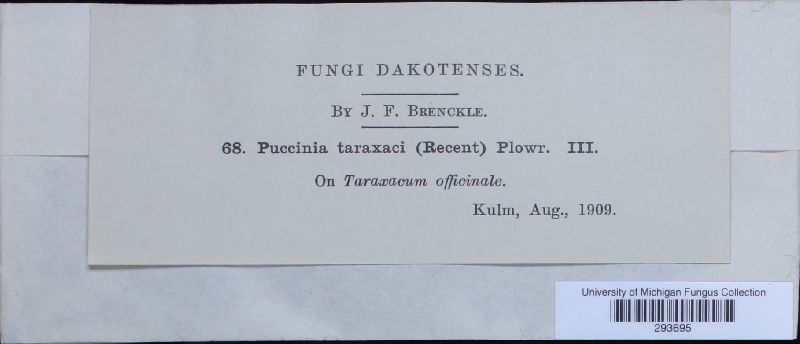 FUNGI DAKOTENSES.
BY J. F. BRENCKLE.
68. Puccinia taraxaci (Recent) Plowr. III.
On Taraxacum officinale.
Kulm, Aug., 1909.
University of Michigan Fungus Collection
293695